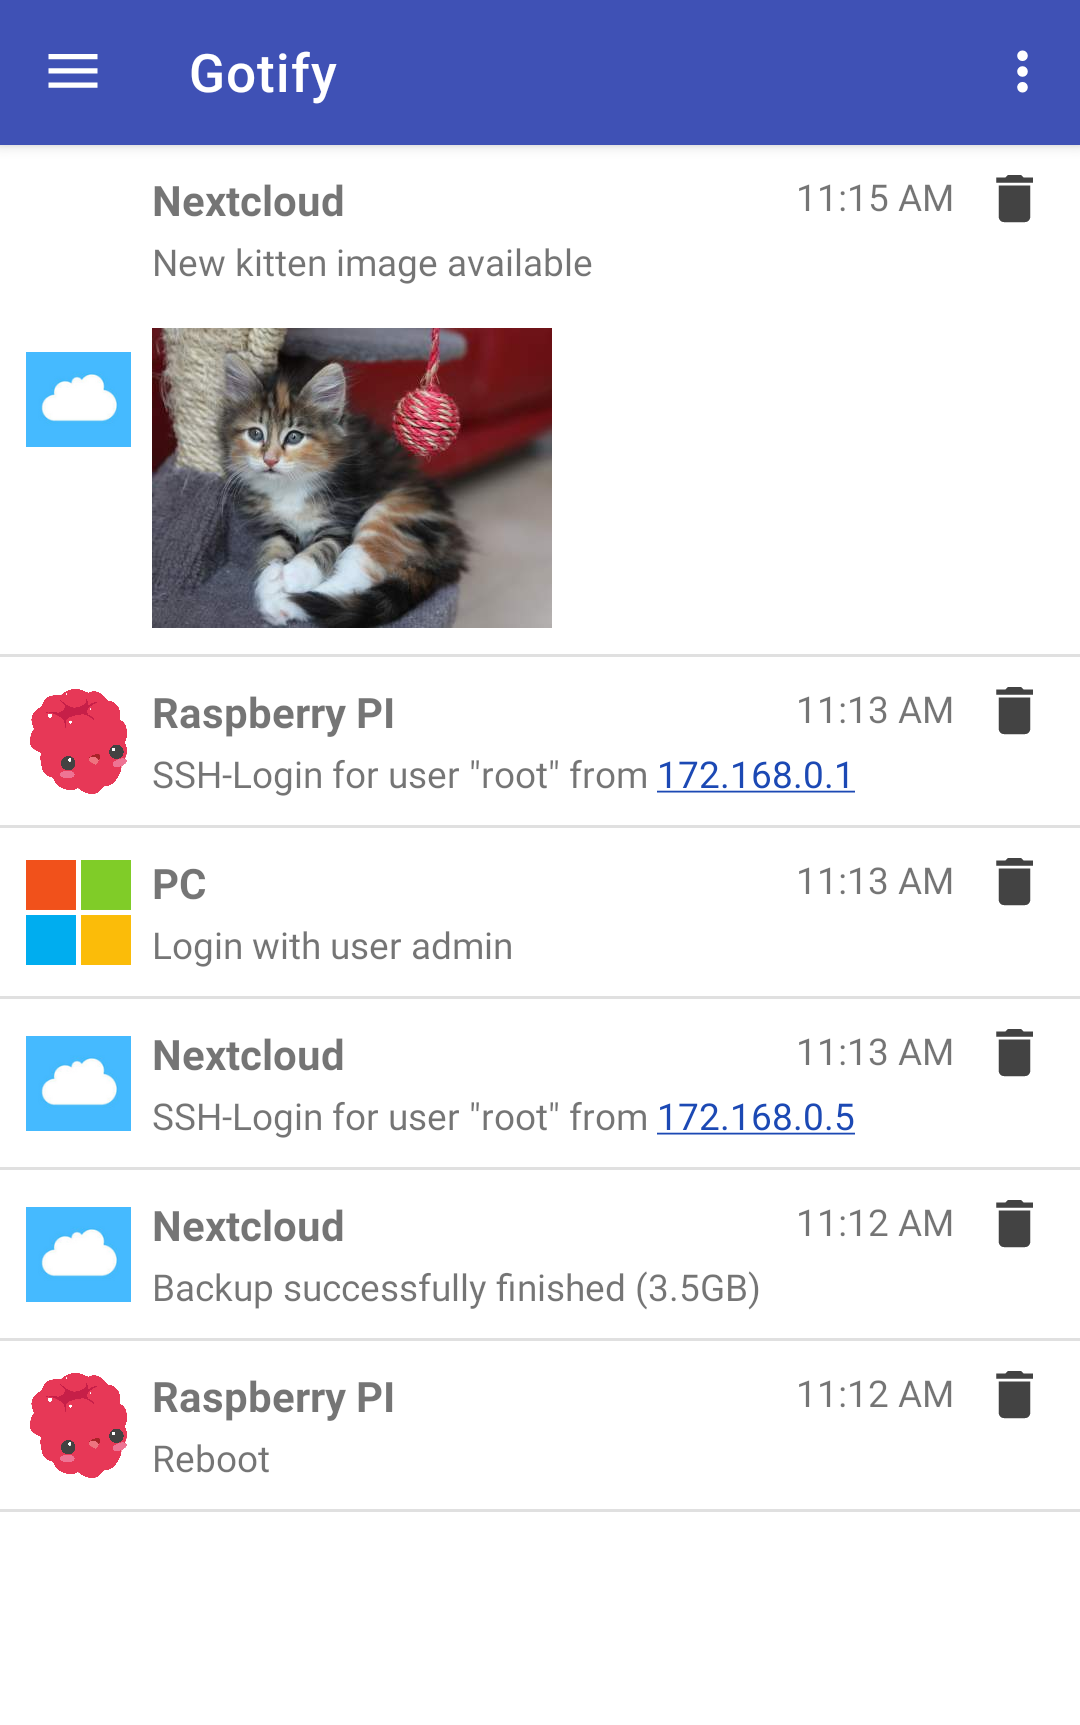 Gotify
Nextcloud 11:15 AM
New kitten image available
Raspberry PI 11:13 AM
SSH-Login for user "root" from 172.168.0.1
PC 11:13 AM
Login with user admin
Nextcloud 11:13 AM
SSH-Login for user "root" from 172.168.0.5
Nextcloud 11:12 AM
Backup successfully finished (3.5GB)
Raspberry PI 11:12 AM
Reboot